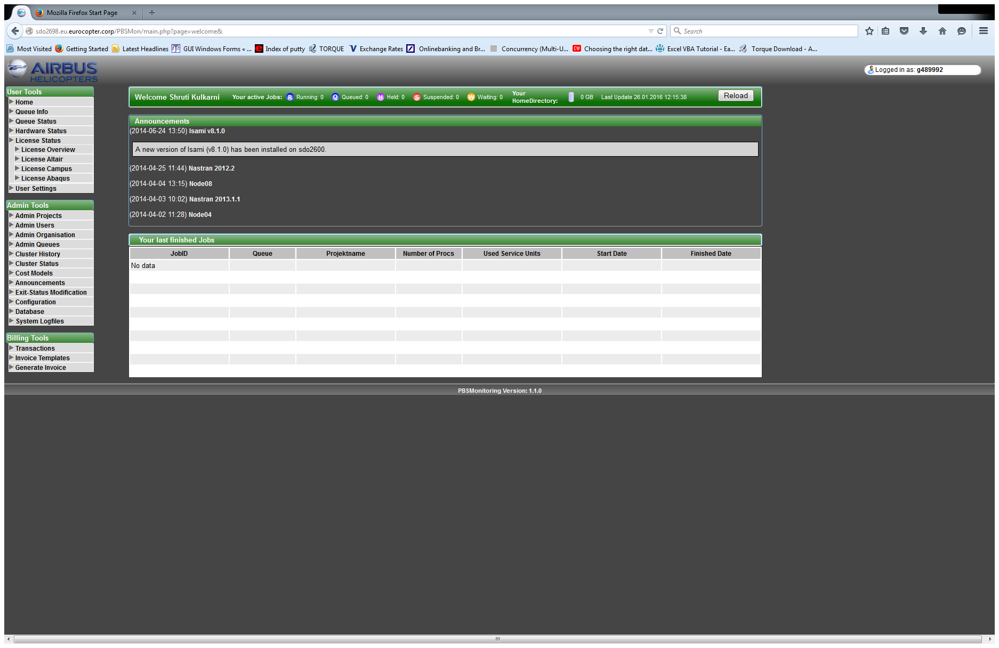 Mozilla Firefox Start Page
sdo2698.eu.eurocopter.corp/PBSMon/main.php?page=welcome&
Search
Most Visited Getting Started Latest Headlines GUI Windows Forms « ... Index of putty TORQUE Exchange Rates Onlinebanking and Br... Concurrency (Multi-U... Choosing the right dat... Excel VBA Tutorial - Ea... Torque Download - A...
AIRBUS
HELICOPTERS
Logged in as: g489992
User Tools
Home
Queue Info
Queue Status
Hardware Status
License Status
License Overview
License Altair
License Campus
License Abaqus
User Settings
Admin Tools
Admin Projects
Admin Users
Admin Organisation
Admin Queues
Cluster History
Cluster Status
Cost Models
Announcements
Exit-Status Modification
Configuration
Database
System Logfiles
Billing Tools
Transactions
Invoice Templates
Generate Invoice
Welcome Shruti Kulkarni Your active Jobs: R Running: 0 Q Queued: 0 H Held: 0 S Suspended: 0 W Waiting: 0 Your HomeDirectory: 0 GB Last Update 26.01.2016 12:15:38 Reload
Announcements
(2014-06-24 13:50) Isami v8.1.0
A new version of Isami (v8.1.0) has been installed on sdo2600.
(2014-04-25 11:44) Nastran 2012.2
(2014-04-04 13:15) Node08
(2014-04-03 10:02) Nastran 2013.1.1
(2014-04-02 11:28) Node04
Your last finished Jobs
JobID Queue Projektname Number of Procs Used Service Units Start Date Finished Date
No data
PBSMonitoring Version: 1.1.0